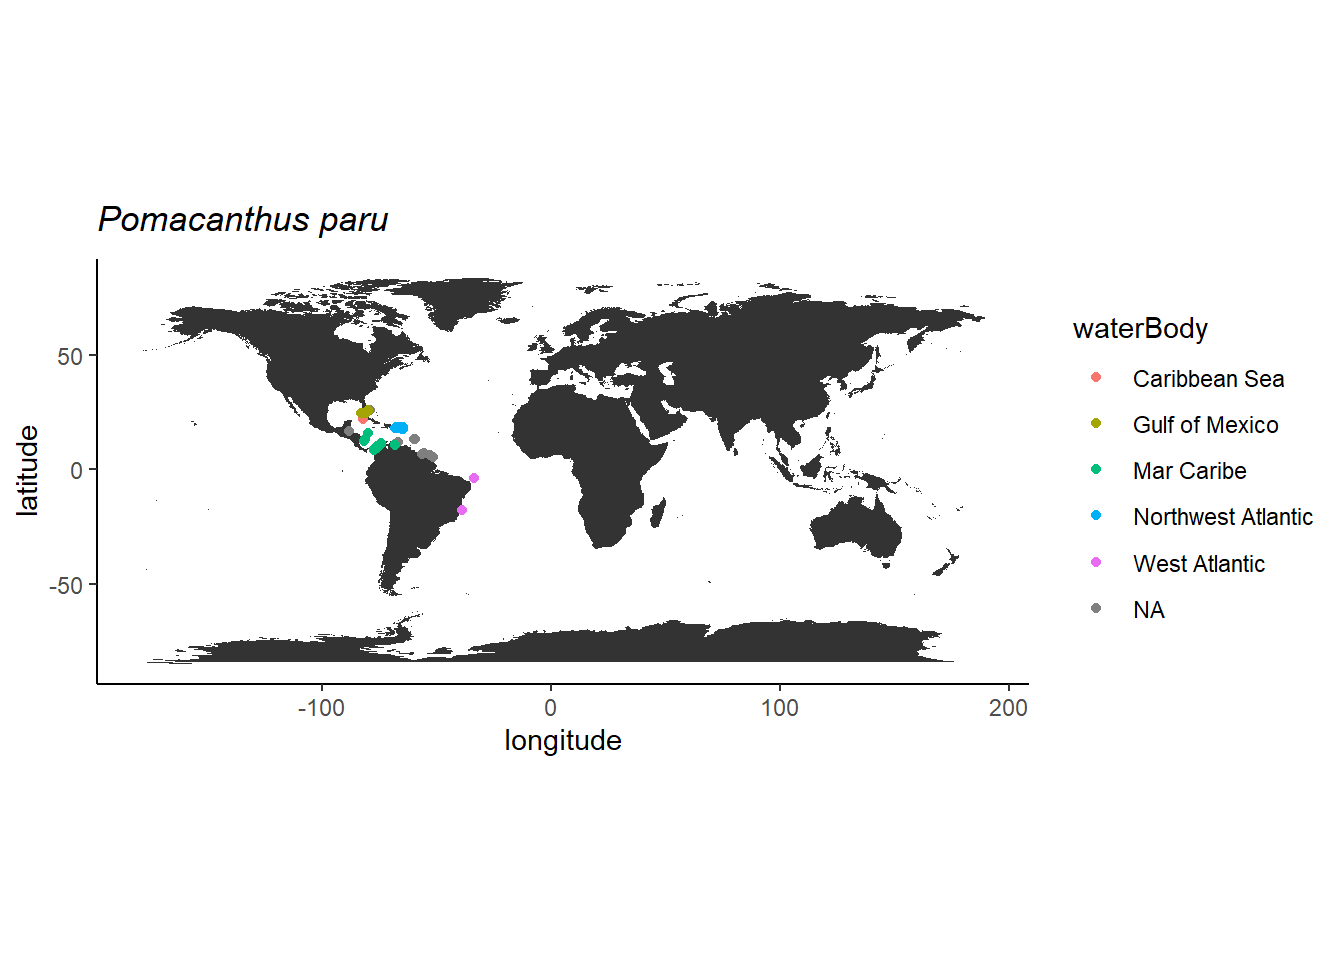 Pomacanthus paru
latitude
50
0
-50
-100
0
100
200
longitude
waterBody
Caribbean Sea
Gulf of Mexico
Mar Caribe
Northwest Atlantic
West Atlantic
NA